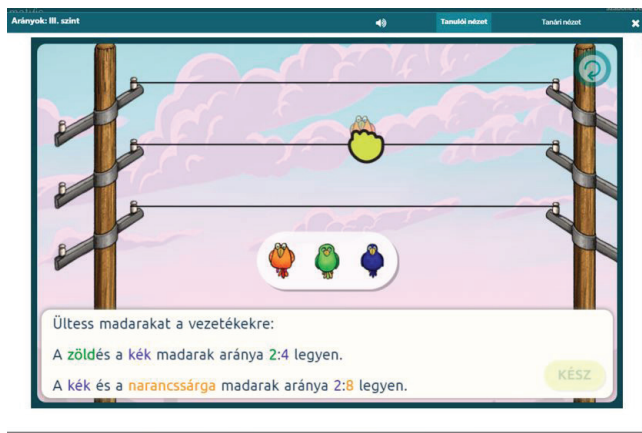 Arányok: III. szint
Tanulói nézet
Tanári nézet
Ültess madarakat a vezetékekre:
A zöldés a kék madarak aránya 2:4 legyen.
A kék és a narancssárga madarak aránya 2:8 legyen.
KÉSZ